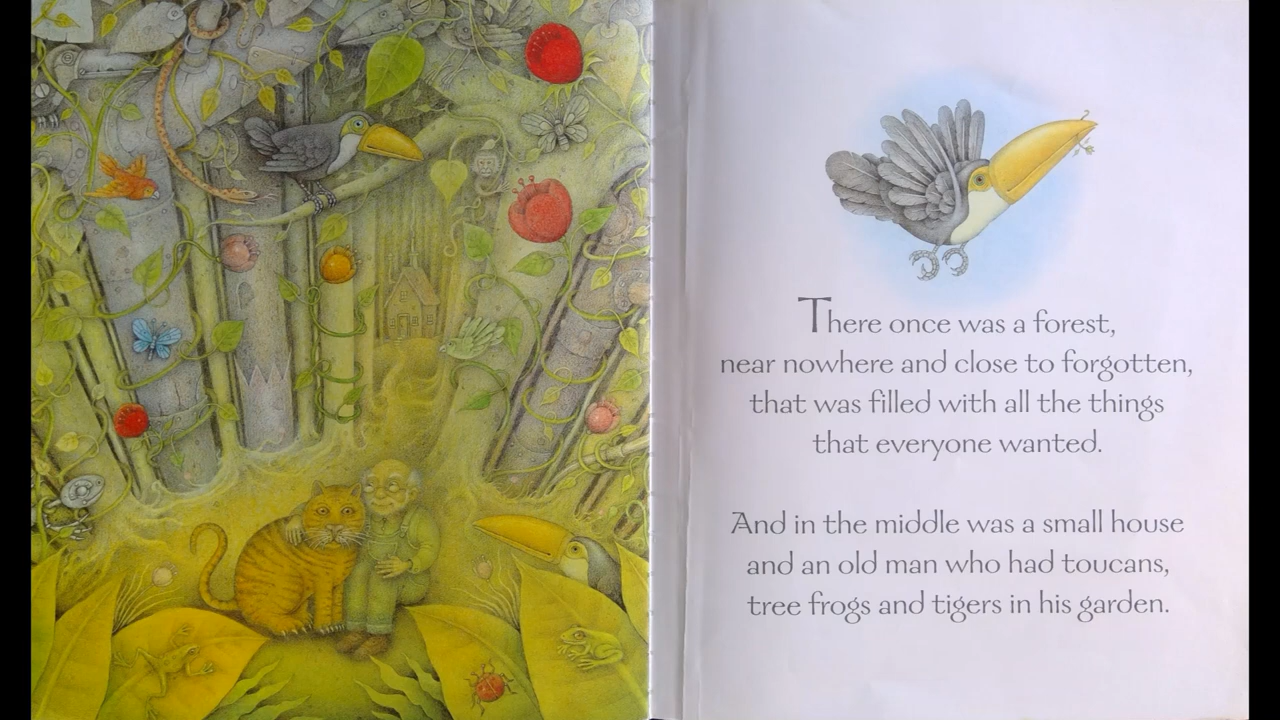 There once was a forest,
near nowhere and close to forgotten,
that was filled with all the things
that everyone wanted.
And in the middle was a small house
and an old man who had toucans,
tree frogs and tigers in his garden.